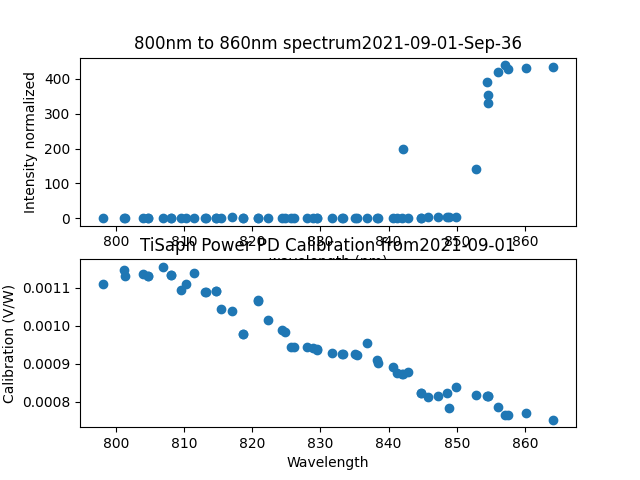 800nm to 860nm spectrum2021-09-01-Sep-36
Intensity normalized
400
300
200
100
0
800 810 820 830 840 850 860
wavelength (nm)
TiSaph Power PD Calibration from2021-09-01
Calibration (V/W)
0.0011
0.0010
0.0009
0.0008
800 810 820 830 840 850 860
Wavelength